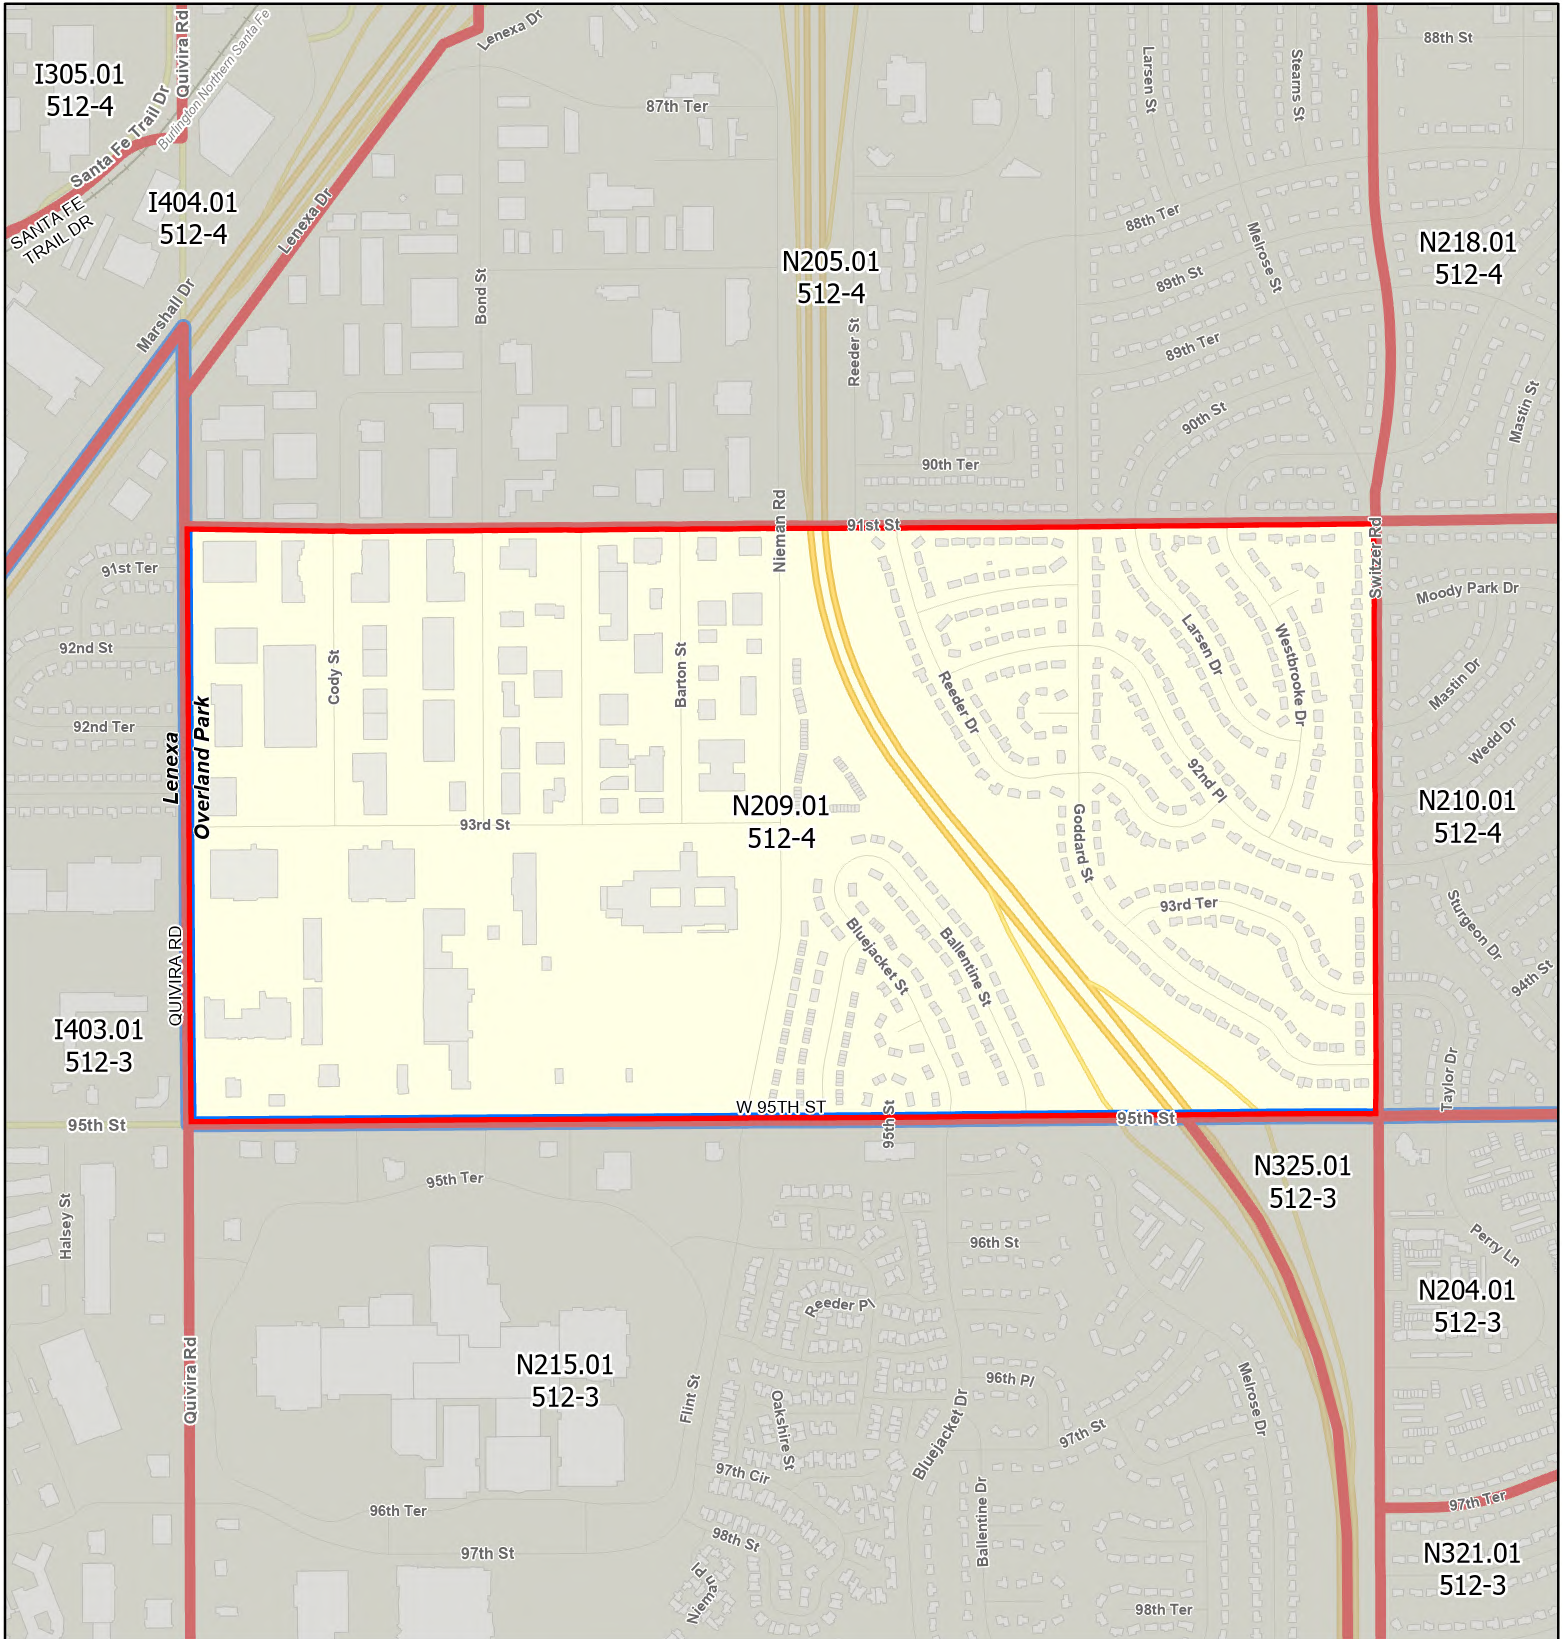 Quivira Rd
Lenexa Dr
88th St
Larsen St
Stearns St
I305.01
512-4
Santa Fe Trail Dr
Burlington Northern Santa Fe
87th Ter
I404.01
512-4
SANTA FE
TRAIL DR
Lenexa Dr
88th Ter
Melrose St
N218.01
512-4
N205.01
512-4
Bond St
89th St
Marshall Dr
Reeder St
89th Ter
Mastin St
90th St
90th Ter
Nieman Rd
91st St
Switzer Rd
91st Ter
Moody Park Dr
92nd St
Cody St
Barton St
Larsen Dr
Westbrooke Dr
Reeder Dr
Mastin Dr
92nd Ter
Wedd Dr
Lenexa
Overland Park
92nd Pl
N209.01
512-4
N210.01
512-4
93rd St
Goddard St
93rd Ter
Sturgeon Dr
Bluejacket St
Ballentine St
94th St
QUIVIRA RD
I403.01
512-3
Taylor Dr
W 95TH ST
95th St
95th St
95th St
N325.01
512-3
95th Ter
Halsey St
96th St
Perry Ln
N204.01
512-3
Reeder Pl
N215.01
512-3
Quivira Rd
Flint St
Oakshire St
Bluejacket Dr
96th Pl
Melrose Dr
97th St
97th Cir
96th Ter
97th Ter
98th St
Ballentine Dr
97th St
N321.01
512-3
Nieman Pl
98th Ter